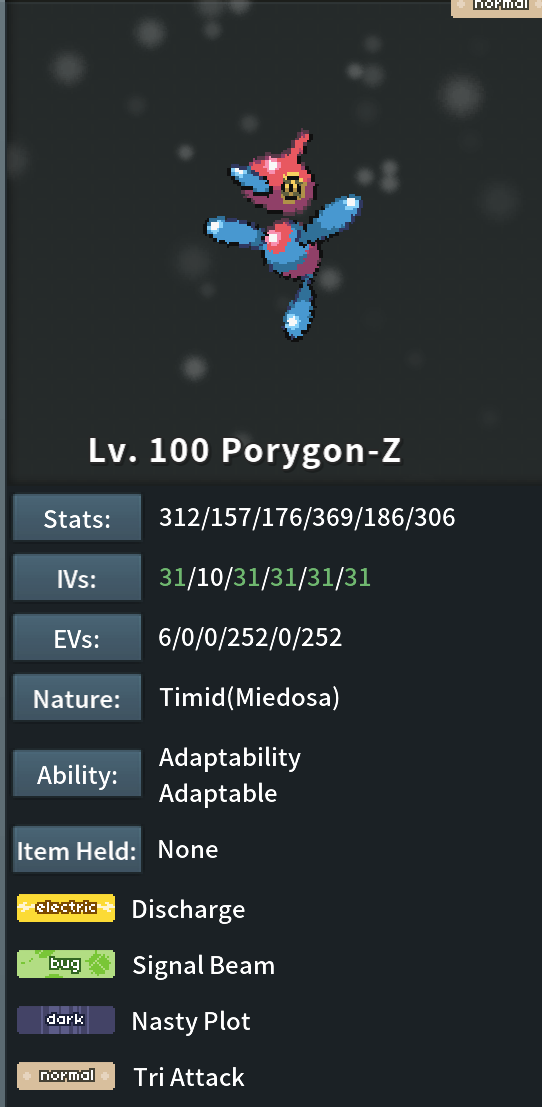 normal
Lv. 100 Porygon-Z
Stats: 312/157/176/369/186/306
IVs: 31/10/31/31/31/31
EVs: 6/0/0/252/0/252
Nature: Timid(Miedosa)
Ability: Adaptability
Adaptable
Item Held: None
electric Discharge
bug Signal Beam
dark Nasty Plot
normal Tri Attack